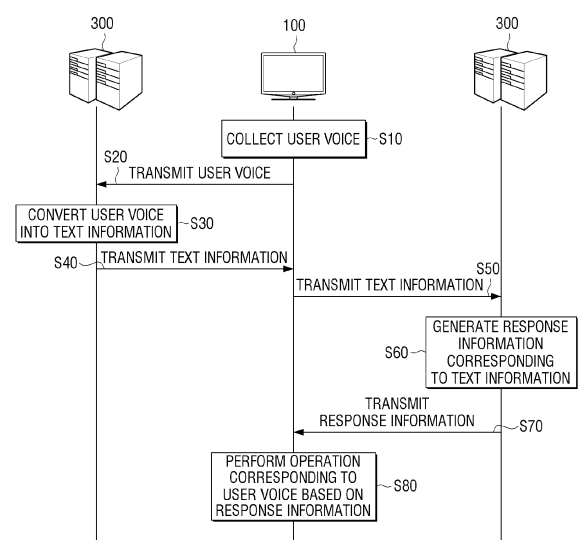 300
100
300
COLLECT USER VOICE
S10
S20
TRANSMIT USER VOICE
CONVERT USER VOICE
INTO TEXT INFORMATION
S30
S40
TRANSMIT TEXT INFORMATION
TRANSMIT TEXT INFORMATION
S50
GENERATE RESPONSE
INFORMATION
CORRESPONDING
TO TEXT INFORMATION
S60
TRANSMIT
RESPONSE INFORMATION
S70
PERFORM OPERATION
CORRESPONDING TO
USER VOICE BASED ON
RESPONSE INFORMATION
S80